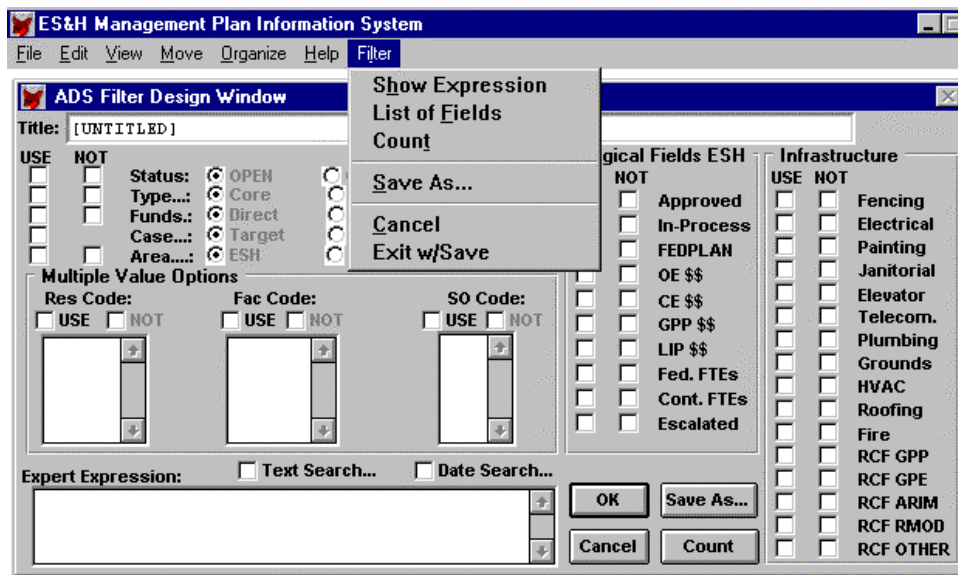 ES&H Management Plan Information System
File Edit View Move Organize Help Filter
Show Expression
List of Fields
Count
Save As...
Cancel
Exit w/Save
ADS Filter Design Window
Title: [UNTITLED]
USE NOT
Status: OPEN
Type...: Core
Funds.: Direct
Case...: Target
Area....: ESH
Multiple Value Options
Res Code: Fac Code: SO Code:
USE NOT USE NOT USE NOT
gical Fields ESH
NOT
Approved
In-Process
FEDPLAN
OE $$
CE $$
GPP $$
LIP $$
Fed. FTEs
Cont. FTEs
Escalated
Infrastructure
USE NOT
Fencing
Electrical
Painting
Janitorial
Elevator
Telecom.
Plumbing
Grounds
HVAC
Roofing
Fire
RCF GPP
RCF GPE
RCF ARIM
RCF RMOD
RCF OTHER
Expert Expression: Text Search... Date Search...
OK Save As...
Cancel Count